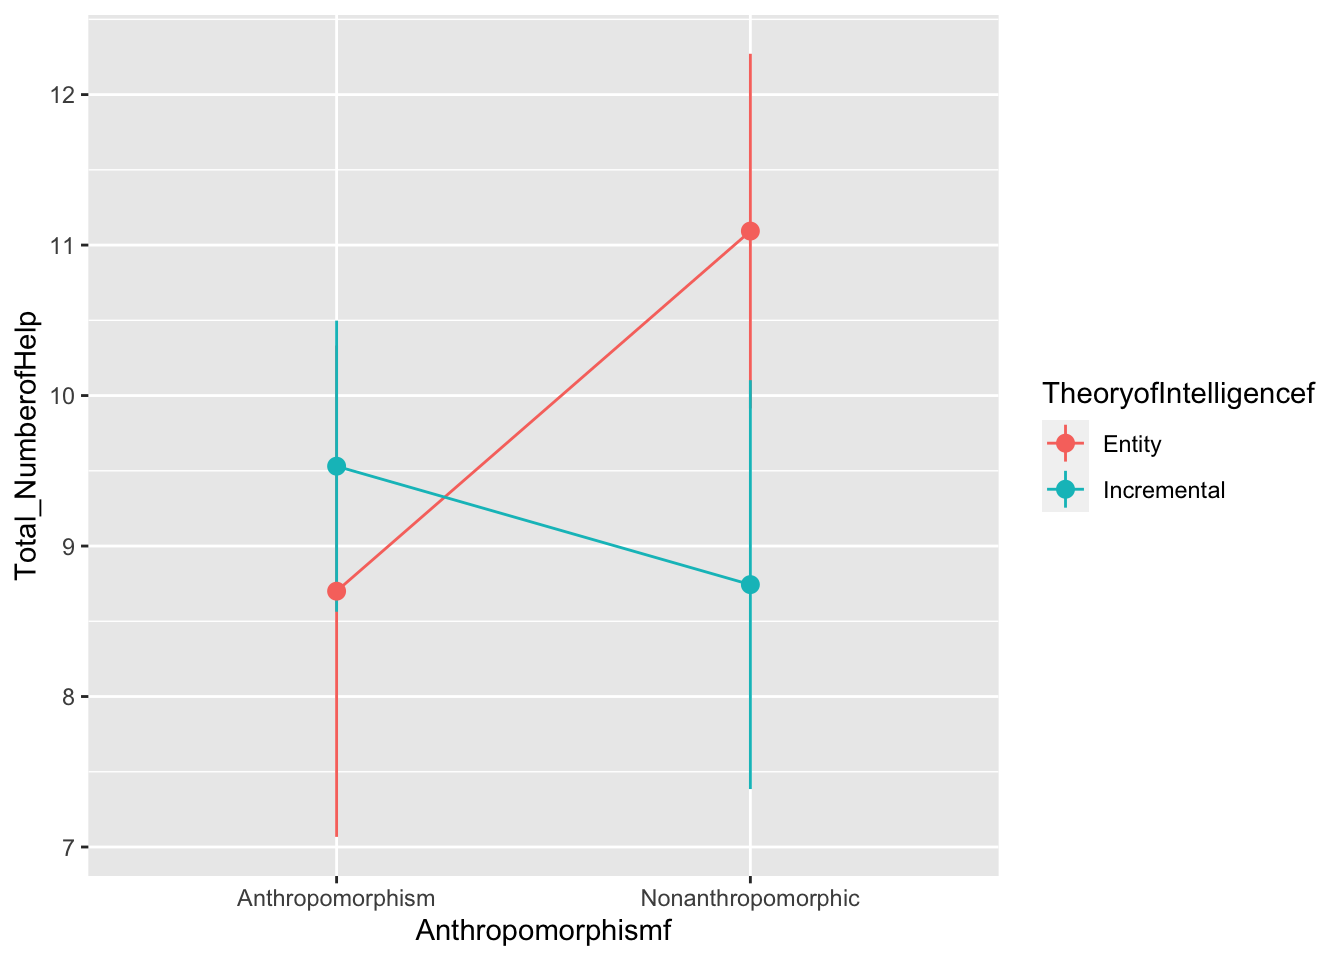 12
11
10
9
8
7
Total_NumberofHelp
Anthropomorphism
Nonanthropomorphic
Anthropomorphismf
TheoryofIntelligencef
Entity
Incremental